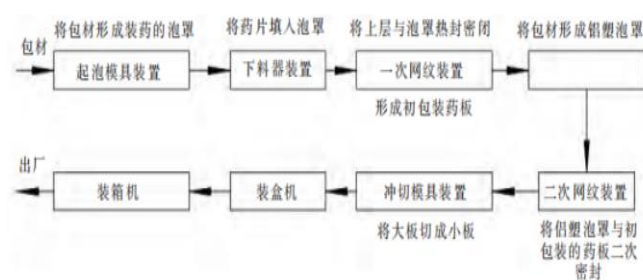 将包材形成装药的泡罩
将药片填入泡罩
将上层与泡罩热封密闭
将包材形成铝塑泡罩
包材
起泡模具装置
下料器装置
一次网纹装置
形成初包装药板
出厂
装箱机
装盒机
冲切模具装置
二次网纹装置
将大板切成小板
将侣塑泡罩与初
包装的药板二次
密封